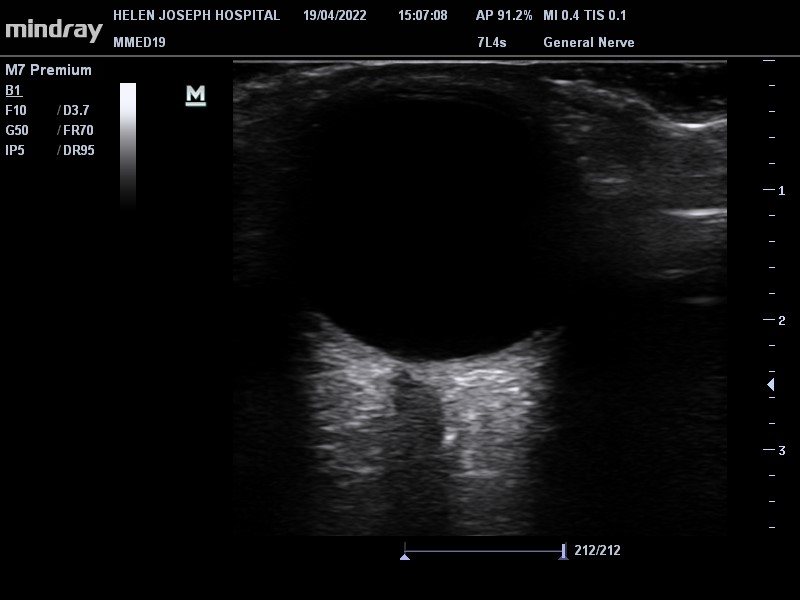 mindray HELEN JOSEPH HOSPITAL 19/04/2022 15:07:08 AP 91.2% MI 0.4 TIS 0.1
MMED19 7L4s General Nerve
M7 Premium
B1
F10 / D3.7
G50 / FR70
IP5 / DR95
M
1
2
3
212/212